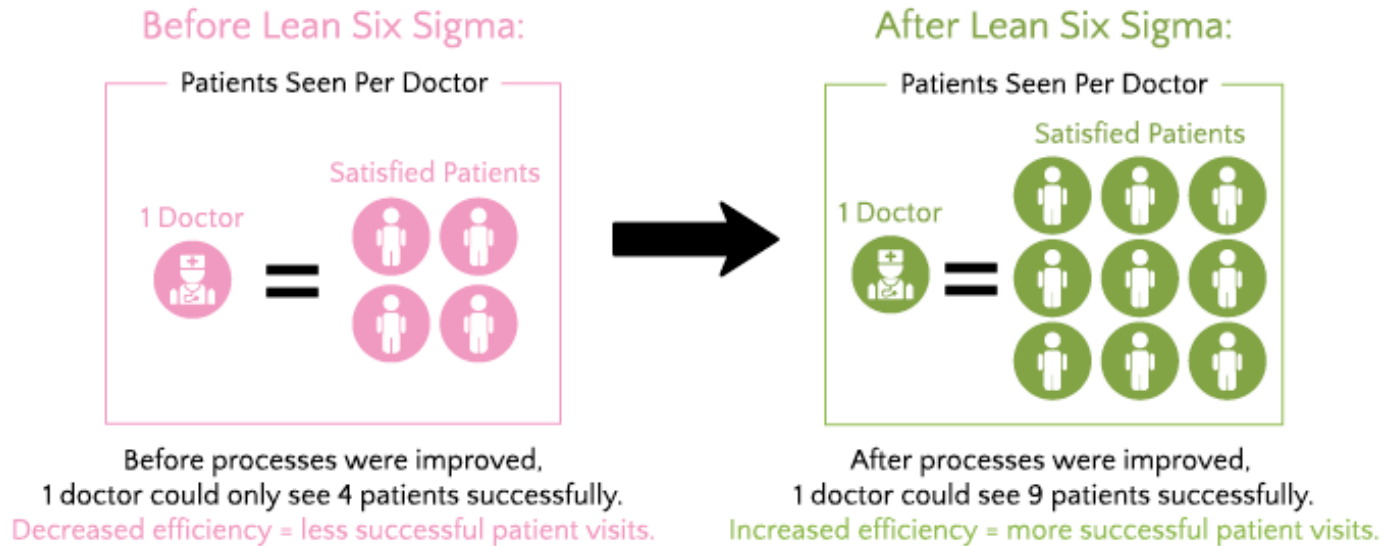 Before Lean Six Sigma:
Patients Seen Per Doctor
Satisfied Patients
1 Doctor
=
Before processes were improved,
1 doctor could only see 4 patients successfully.
Decreased efficiency = less successful patient visits.
After Lean Six Sigma:
Patients Seen Per Doctor
Satisfied Patients
1 Doctor
=
After processes were improved,
1 doctor could see 9 patients successfully.
Increased efficiency = more successful patient visits.